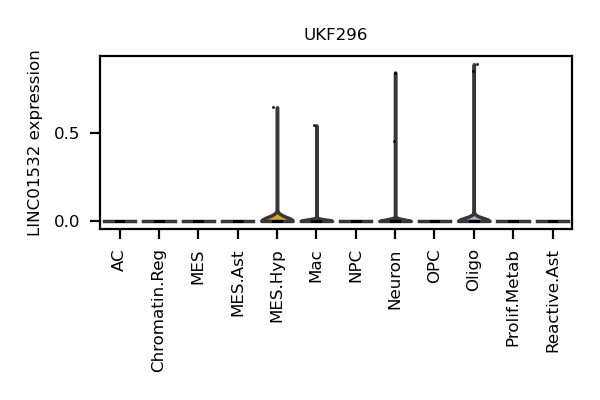 UKF296
LINC01532 expression
0.5
0.0
AC
Chromatin.Reg
MES
MES.Ast
MES.Hyp
Mac
NPC
Neuron
OPC
Oligo
Prolif.Metab
Reactive.Ast